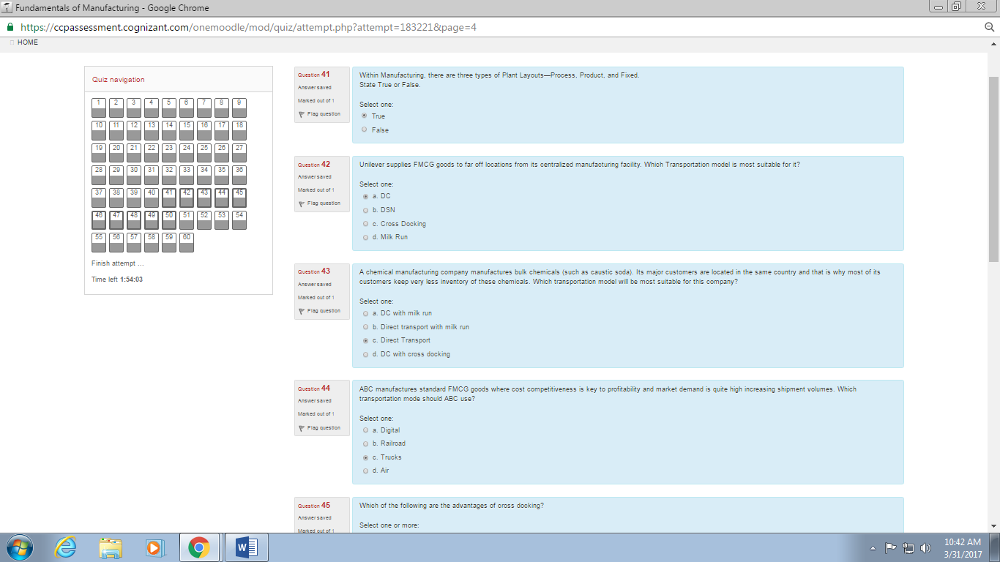 Fundamentals of Manufacturing - Google Chrome
https://ccpassessment.cognizant.com/onemoodle/mod/quiz/attempt.php?attempt=183221&page=4
HOME
Quiz navigation
1 2 3 4 5 6 7 8 9
10 11 12 13 14 15 16 17 18
19 20 21 22 23 24 25 26 27
28 29 30 31 32 33 34 35 36
37 38 39 40 41 42 43 44 45
46 47 48 49 50 51 52 53 54
55 56 57 58 59 60
Finish attempt ...
Time left 1:54:03
Question 41
Answer saved
Marked out of 1
Flag question
Within Manufacturing, there are three types of Plant Layouts—Process, Product, and Fixed.
State True or False.
Select one:
True
False
Question 42
Answer saved
Marked out of 1
Flag question
Unilever supplies FMCG goods to far off locations from its centralized manufacturing facility. Which Transportation model is most suitable for it?
Select one:
a. DC
b. DSN
c. Cross Docking
d. Milk Run
Question 43
Answer saved
Marked out of 1
Flag question
A chemical manufacturing company manufactures bulk chemicals (such as caustic soda). Its major customers are located in the same country and that is why most of its
customers keep very less inventory of these chemicals. Which transportation model will be most suitable for this company?
Select one:
a. DC with milk run
b. Direct transport with milk run
c. Direct Transport
d. DC with cross docking
Question 44
Answer saved
Marked out of 1
Flag question
ABC manufactures standard FMCG goods where cost competitiveness is key to profitability and market demand is quite high increasing shipment volumes. Which
transportation mode should ABC use?
Select one:
a. Digital
b. Railroad
c. Trucks
d. Air
Question 45
Answer saved
Marked out of 1
Which of the following are the advantages of cross docking?
Select one or more:
10:42 AM
3/31/2017